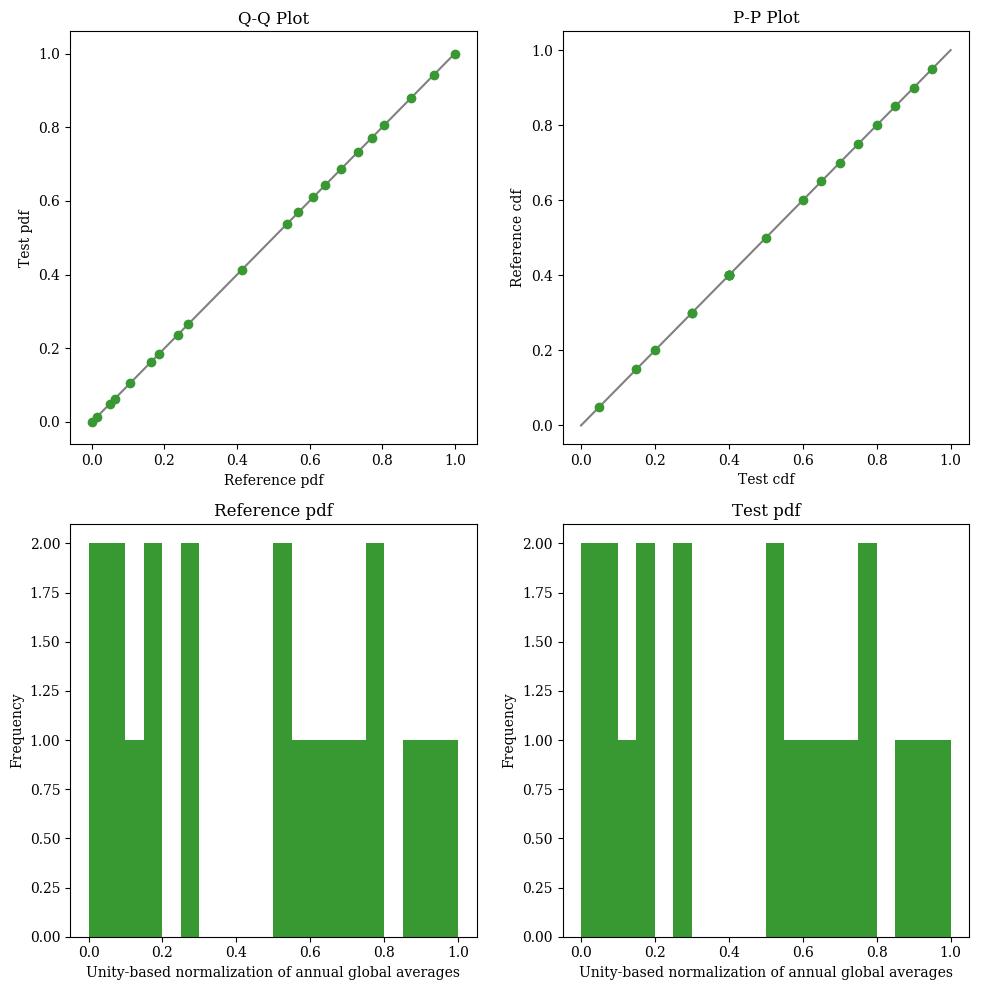 Q-Q Plot
Test pdf
1.0
0.8
0.6
0.4
0.2
0.0
0.0 0.2 0.4 0.6 0.8 1.0
Reference pdf
P-P Plot
Reference cdf
1.0
0.8
0.6
0.4
0.2
0.0
0.0 0.2 0.4 0.6 0.8 1.0
Test cdf
Reference pdf
Frequency
2.00
1.75
1.50
1.25
1.00
0.75
0.50
0.25
0.00
0.0 0.2 0.4 0.6 0.8 1.0
Unity-based normalization of annual global averages
Test pdf
Frequency
2.00
1.75
1.50
1.25
1.00
0.75
0.50
0.25
0.00
0.0 0.2 0.4 0.6 0.8 1.0
Unity-based normalization of annual global averages